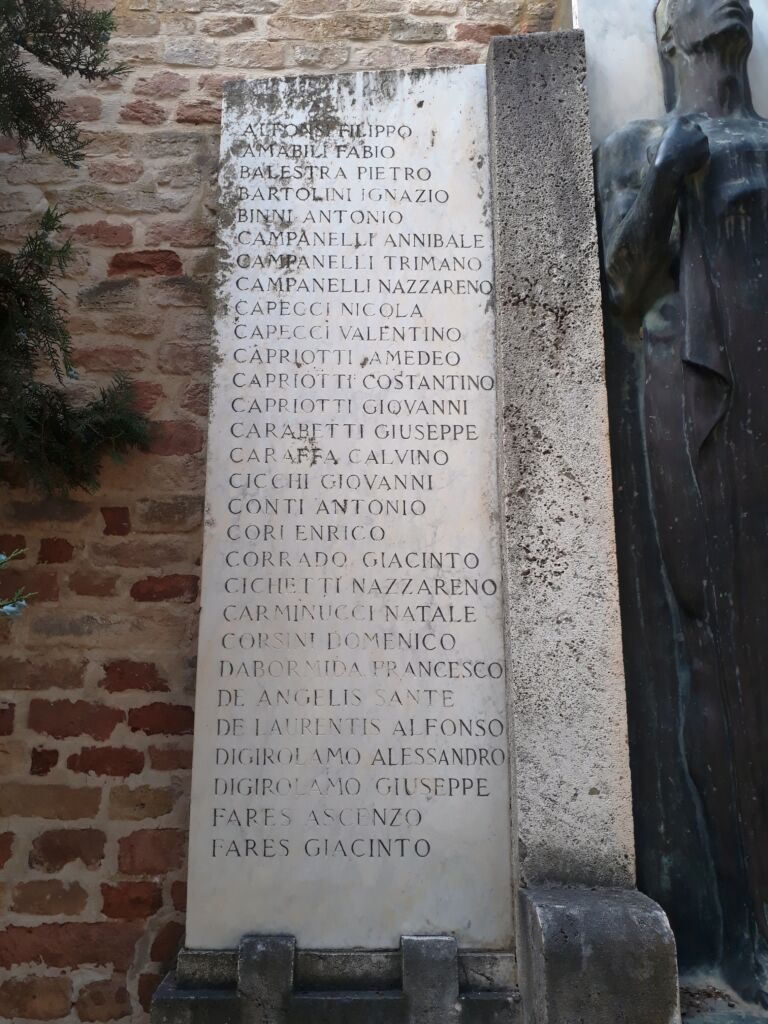 ALFONSI FILIPPO
AMABILI FABIO
BALESTRA PIETRO
BARTOLINI IGNAZIO
BINNI ANTONIO
CAMPANELLI ANNIBALE
CAMPANELLI TRIMANO
CAMPANELLI NAZZARENO
CAPECCI NICOLA
CAPECCI VALENTINO
CAPRIOTTI AMEDEO
CAPRIOTTI COSTANTINO
CAPRIOTTI GIOVANNI
CARABETTI GIUSEPPE
CARAFFA CALVINO
CICCHI GIOVANNI
CONTI ANTONIO
CORI ENRICO
CORRADO GIACINTO
CICHETTI NAZZARENO
CARMINUCCI NATALE
CORSINI DOMENICO
DABORMIDA FRANCESCO
DE ANGELIS SANTE
DE LAURENTIS ALFONSO
DIGIROLAMO ALESSANDRO
DIGIROLAMO GIUSEPPE
FARES ASCENZO
FARES GIACINTO